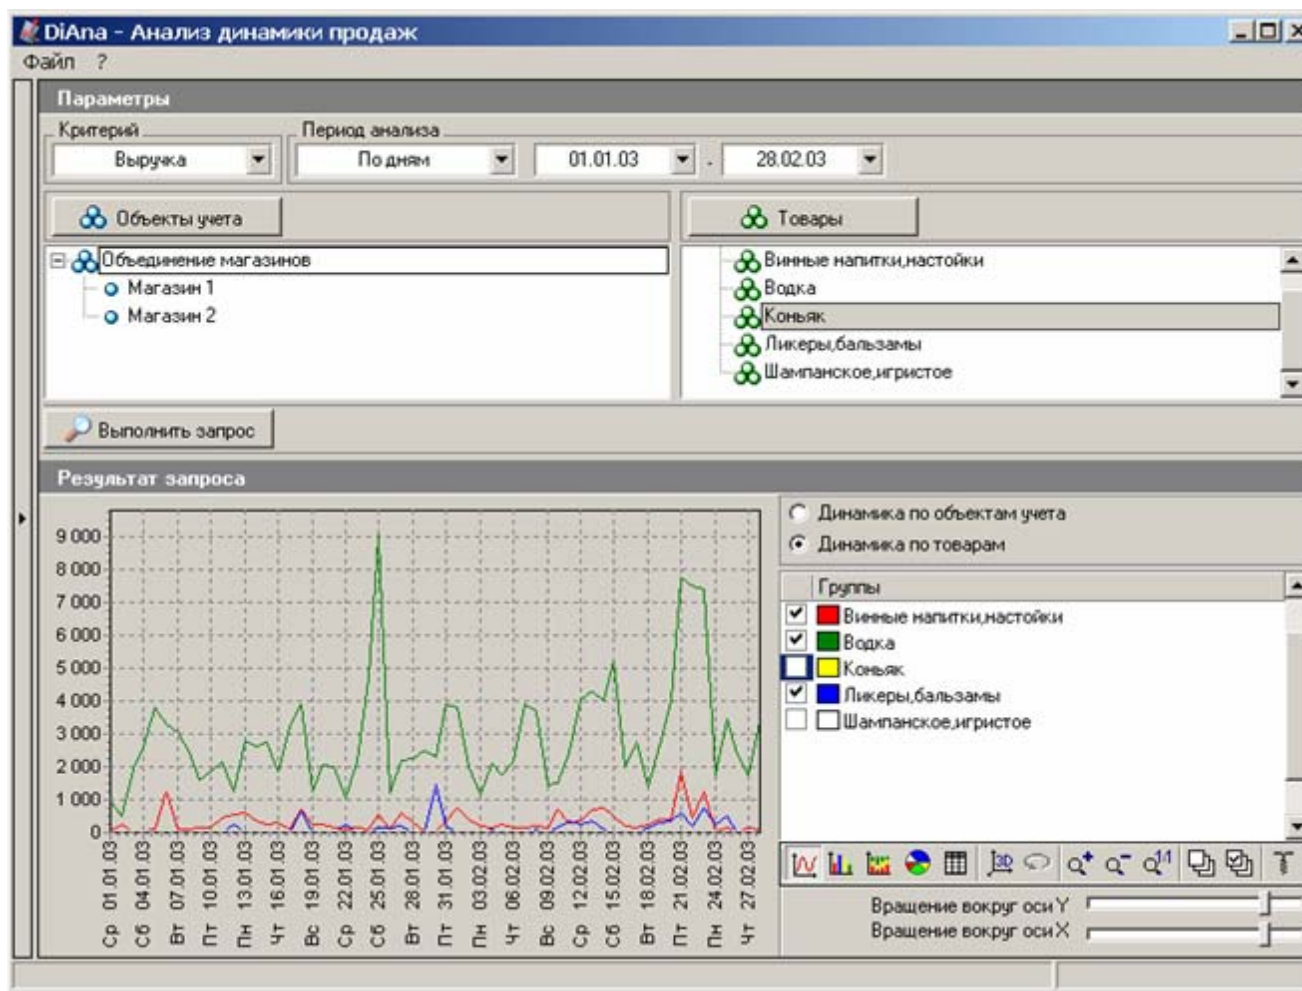 DiAna - Анализ динамики продаж
Файл ?
Параметры
Критерий Период анализа
Выручка По дням 01.01.03 - 28.02.03
Объекты учета Товары
Объединение магазинов
Магазин 1
Магазин 2
Винные напитки,настойки
Водка
Коньяк
Ликеры,бальзамы
Шампанское,игристое
Выполнить запрос
Результат запроса
9 000
8 000
7 000
6 000
5 000
4 000
3 000
2 000
1 000
0
Ср 01.01.03
Сб 04.01.03
Вт 07.01.03
Пт 10.01.03
Пн 13.01.03
Чт 16.01.03
Вс 19.01.03
Ср 22.01.03
Сб 25.01.03
Вт 28.01.03
Пт 31.01.03
Пн 03.02.03
Чт 06.02.03
Вс 09.02.03
Ср 12.02.03
Сб 15.02.03
Вт 18.02.03
Пт 21.02.03
Пн 24.02.03
Чт 27.02.03
Динамика по объектам учета
Динамика по товарам
Группы
Винные напитки,настойки
Водка
Коньяк
Ликеры,бальзамы
Шампанское,игристое
3D 1:1
Вращение вокруг оси Y
Вращение вокруг оси X